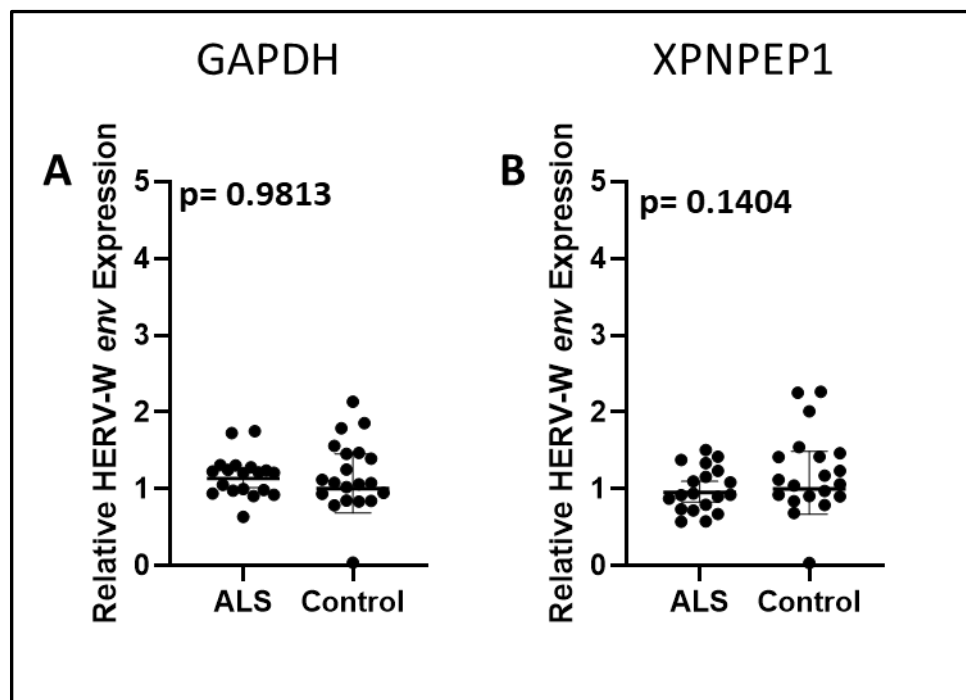 GAPDH
XPNPEP1
A
Relative HERV-W env Expression
5
4
3
2
1
0
p= 0.9813
ALS
Control
B
Relative HERV-W env Expression
5
4
3
2
1
0
p= 0.1404
ALS
Control